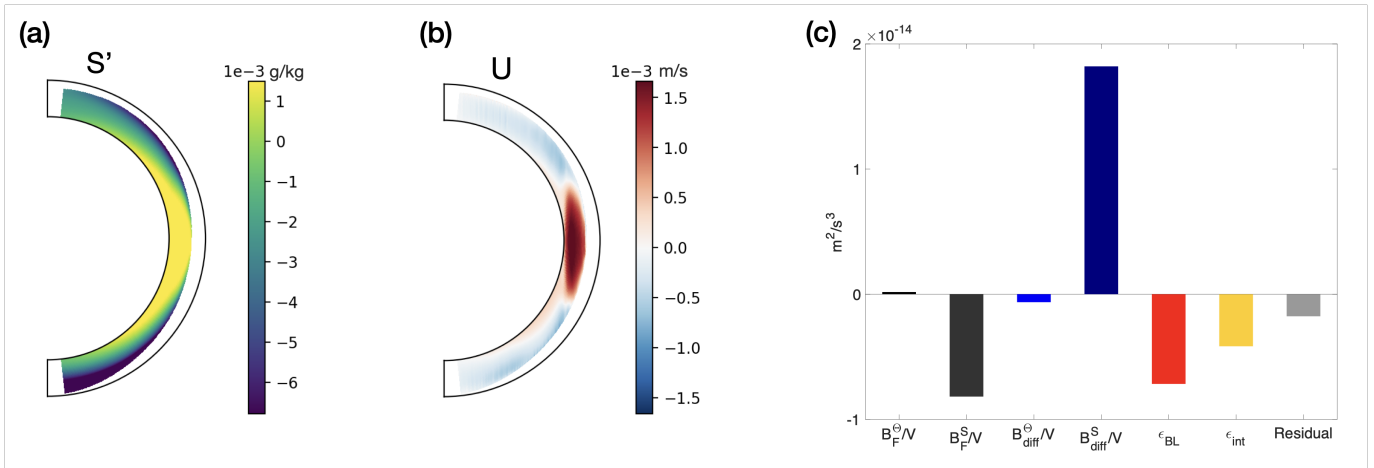 (a)
S’
1e−3 g/kg
1
0
−1
−2
−3
−4
−5
−6
(b)
U
1e−3 m/s
1.5
1.0
0.5
0.0
−0.5
−1.0
−1.5
(c)
2 ×10⁻¹⁴
1
0
-1
m²/s³
B_F^Θ/V B_F^S/V B_diff^Θ/V B_diff^S/V ϵ_BL ϵ_int Residual